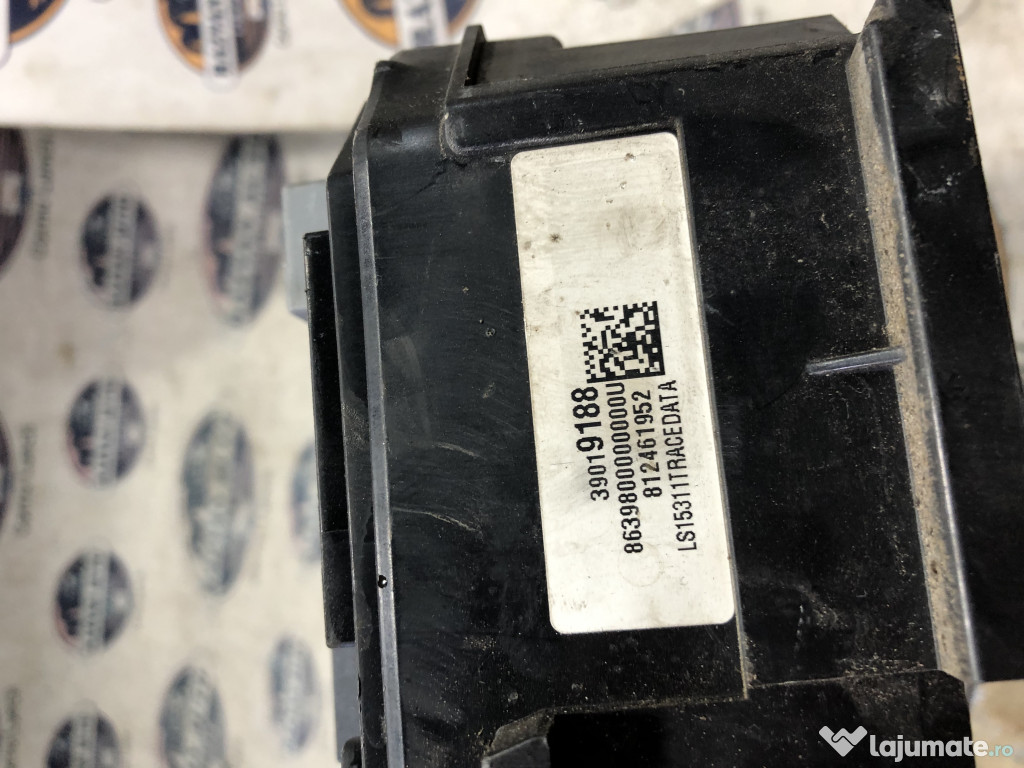 39019188
86398000000000U
812461952
LS15311TRACEDATA
lajumate.ro